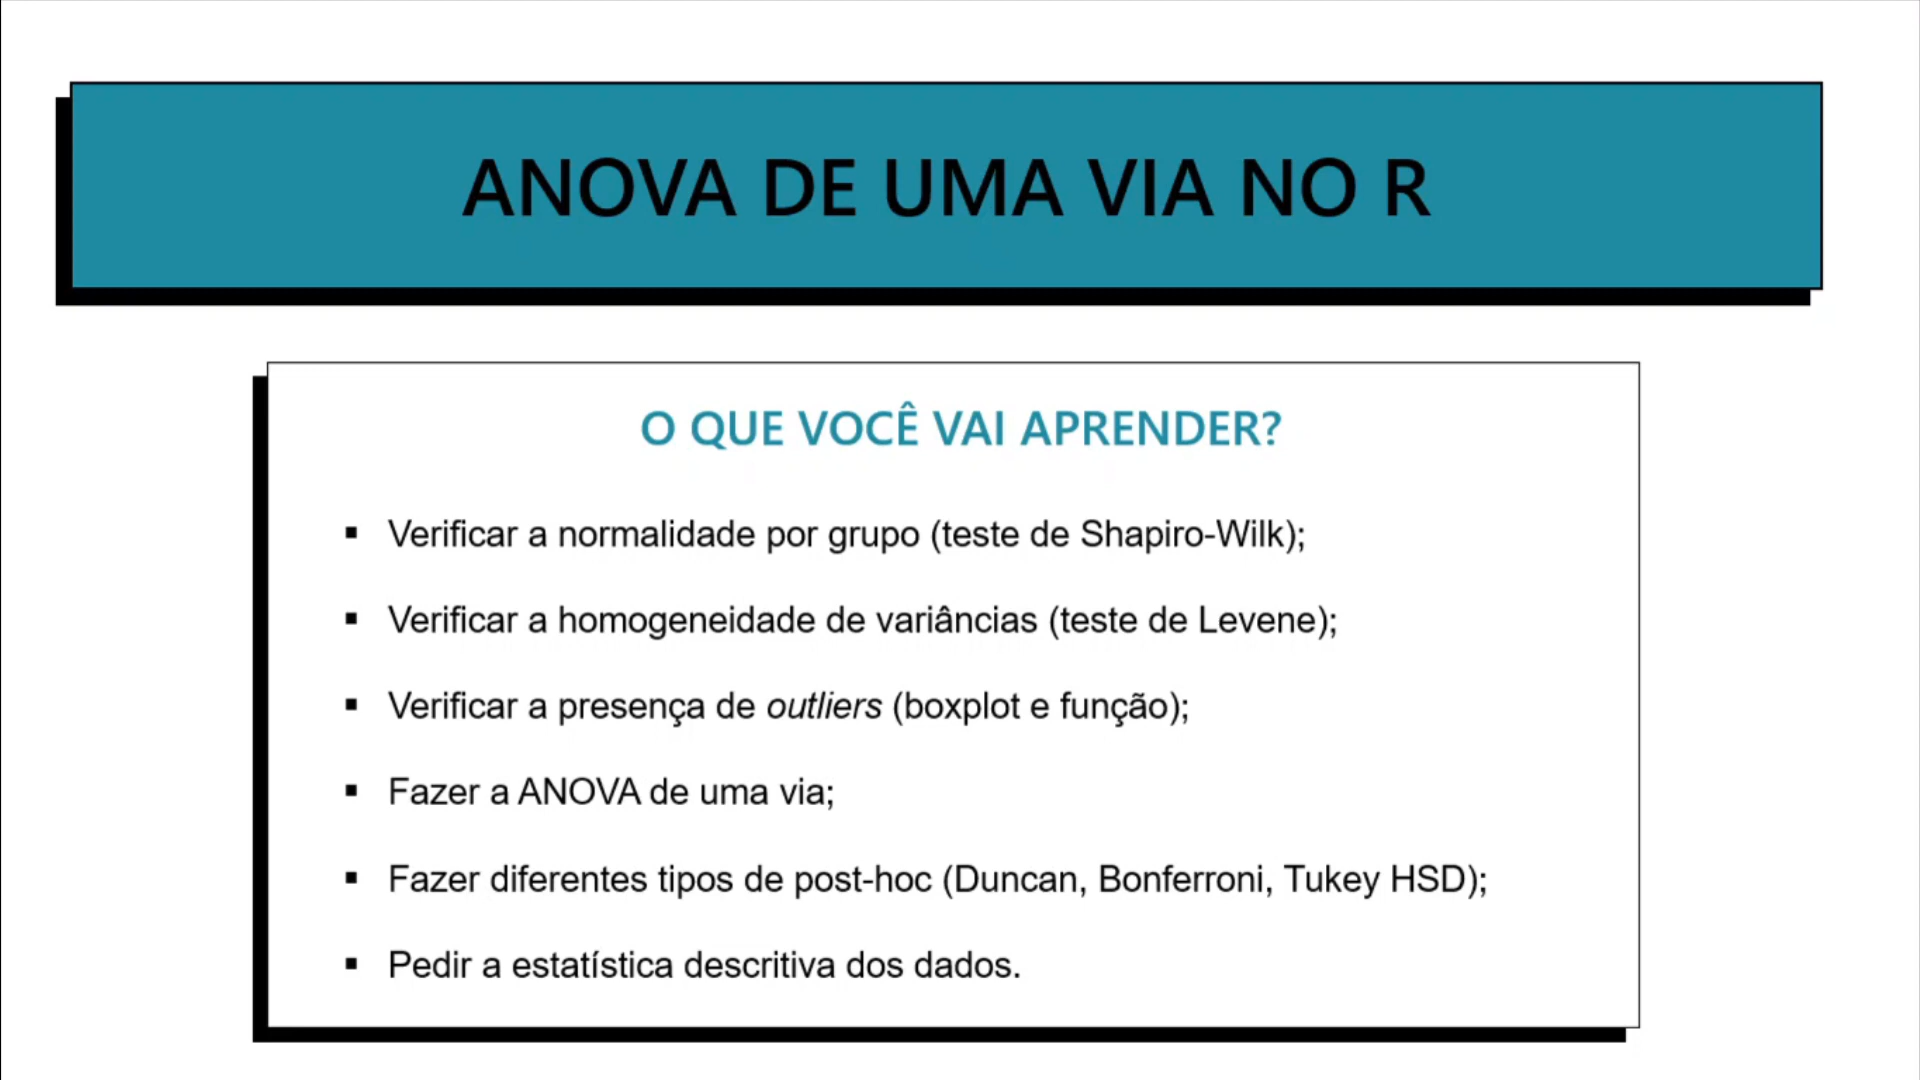 ANOVA DE UMA VIA NO R
O QUE VOCÊ VAI APRENDER?
▪ Verificar a normalidade por grupo (teste de Shapiro-Wilk);
▪ Verificar a homogeneidade de variâncias (teste de Levene);
▪ Verificar a presença de outliers (boxplot e função);
▪ Fazer a ANOVA de uma via;
▪ Fazer diferentes tipos de post-hoc (Duncan, Bonferroni, Tukey HSD);
▪ Pedir a estatística descritiva dos dados.